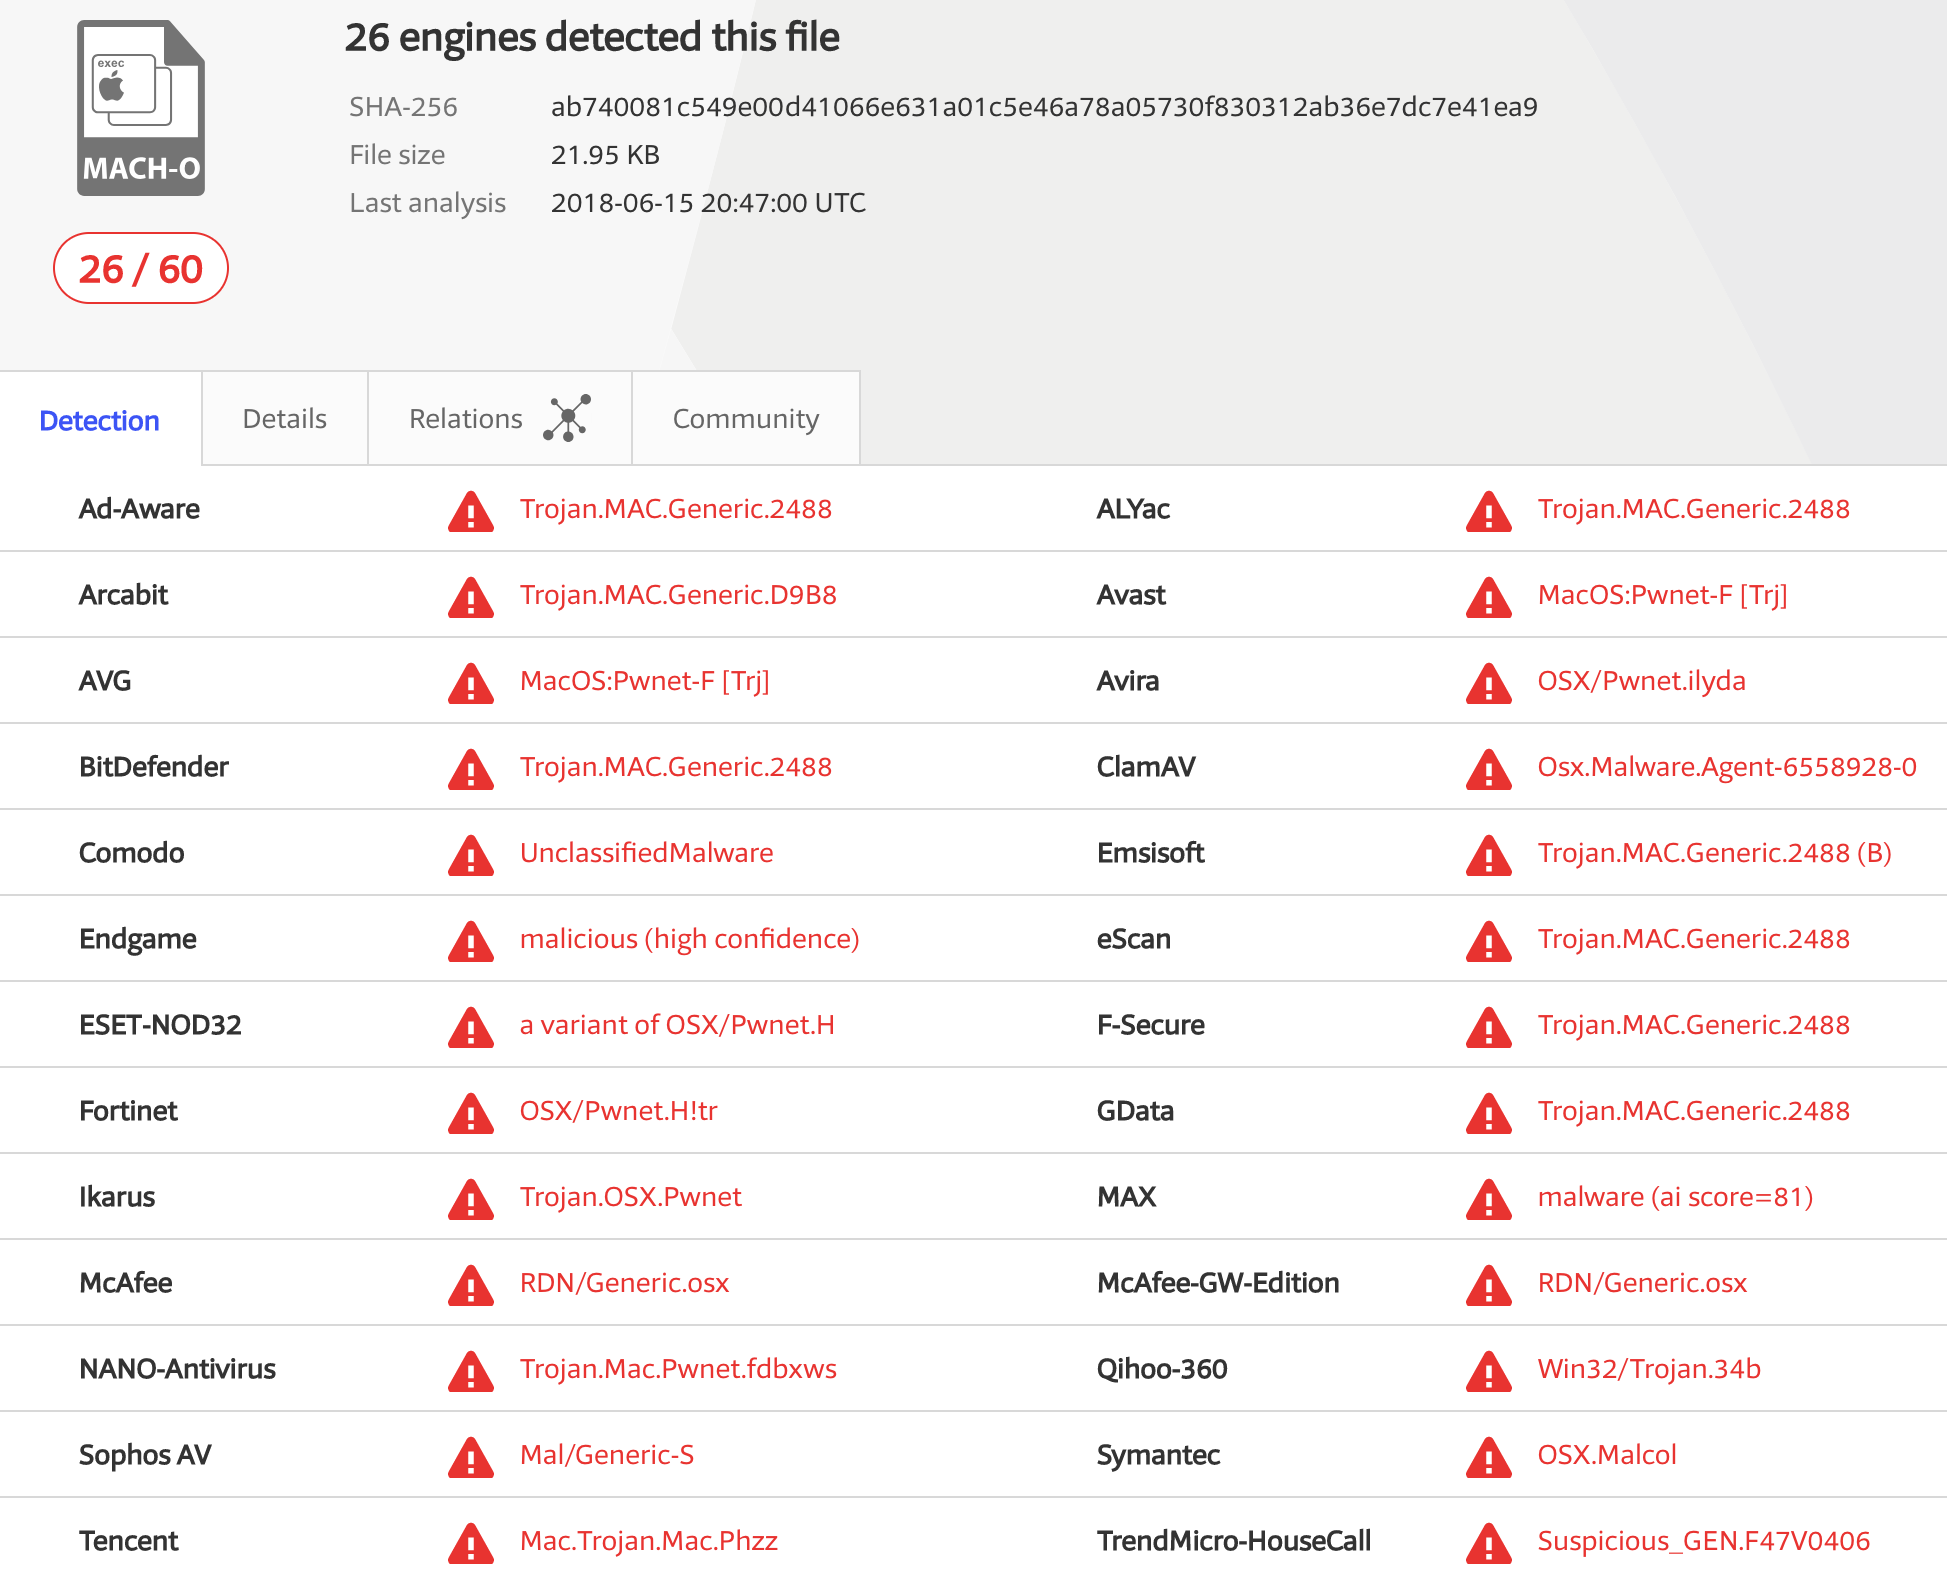 exec
MACH-O
26 / 60
26 engines detected this file
SHA-256 ab740081c549e00d41066e631a01c5e46a78a05730f830312ab36e7dc7e41ea9
File size 21.95 KB
Last analysis 2018-06-15 20:47:00 UTC
Detection Details Relations Community
Ad-Aware Trojan.MAC.Generic.2488 ALYac Trojan.MAC.Generic.2488
Arcabit Trojan.MAC.Generic.D9B8 Avast MacOS:Pwnet-F [Trj]
AVG MacOS:Pwnet-F [Trj] Avira OSX/Pwnet.ilyda
BitDefender Trojan.MAC.Generic.2488 ClamAV Osx.Malware.Agent-6558928-0
Comodo UnclassifiedMalware Emsisoft Trojan.MAC.Generic.2488 (B)
Endgame malicious (high confidence) eScan Trojan.MAC.Generic.2488
ESET-NOD32 a variant of OSX/Pwnet.H F-Secure Trojan.MAC.Generic.2488
Fortinet OSX/Pwnet.H!tr GData Trojan.MAC.Generic.2488
Ikarus Trojan.OSX.Pwnet MAX malware (ai score=81)
McAfee RDN/Generic.osx McAfee-GW-Edition RDN/Generic.osx
NANO-Antivirus Trojan.Mac.Pwnet.fdbxws Qihoo-360 Win32/Trojan.34b
Sophos AV Mal/Generic-S Symantec OSX.Malcol
Tencent Mac.Trojan.Mac.Phzz TrendMicro-HouseCall Suspicious_GEN.F47V0406